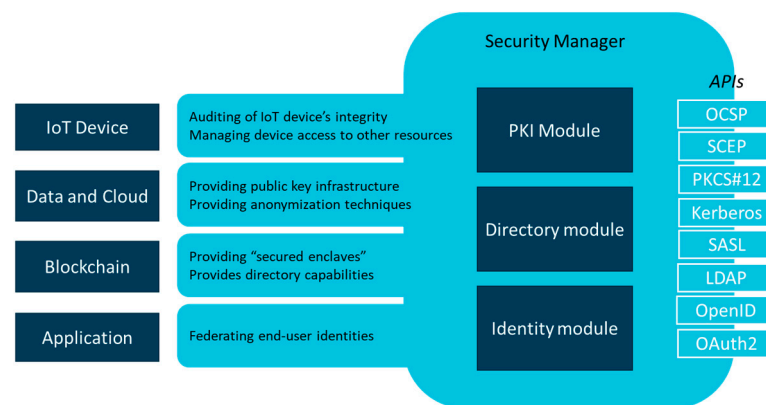 Security Manager
APIs
IoT Device
Auditing of IoT device's integrity
Managing device access to other resources
PKI Module
OCSP
SCEP
Data and Cloud
Providing public key infrastructure
Providing anonymization techniques
PKCS#12
Directory module
Kerberos
Blockchain
Providing “secured enclaves”
Provides directory capabilities
SASL
LDAP
Application
Federating end-user identities
Identity module
OpenID
OAuth2